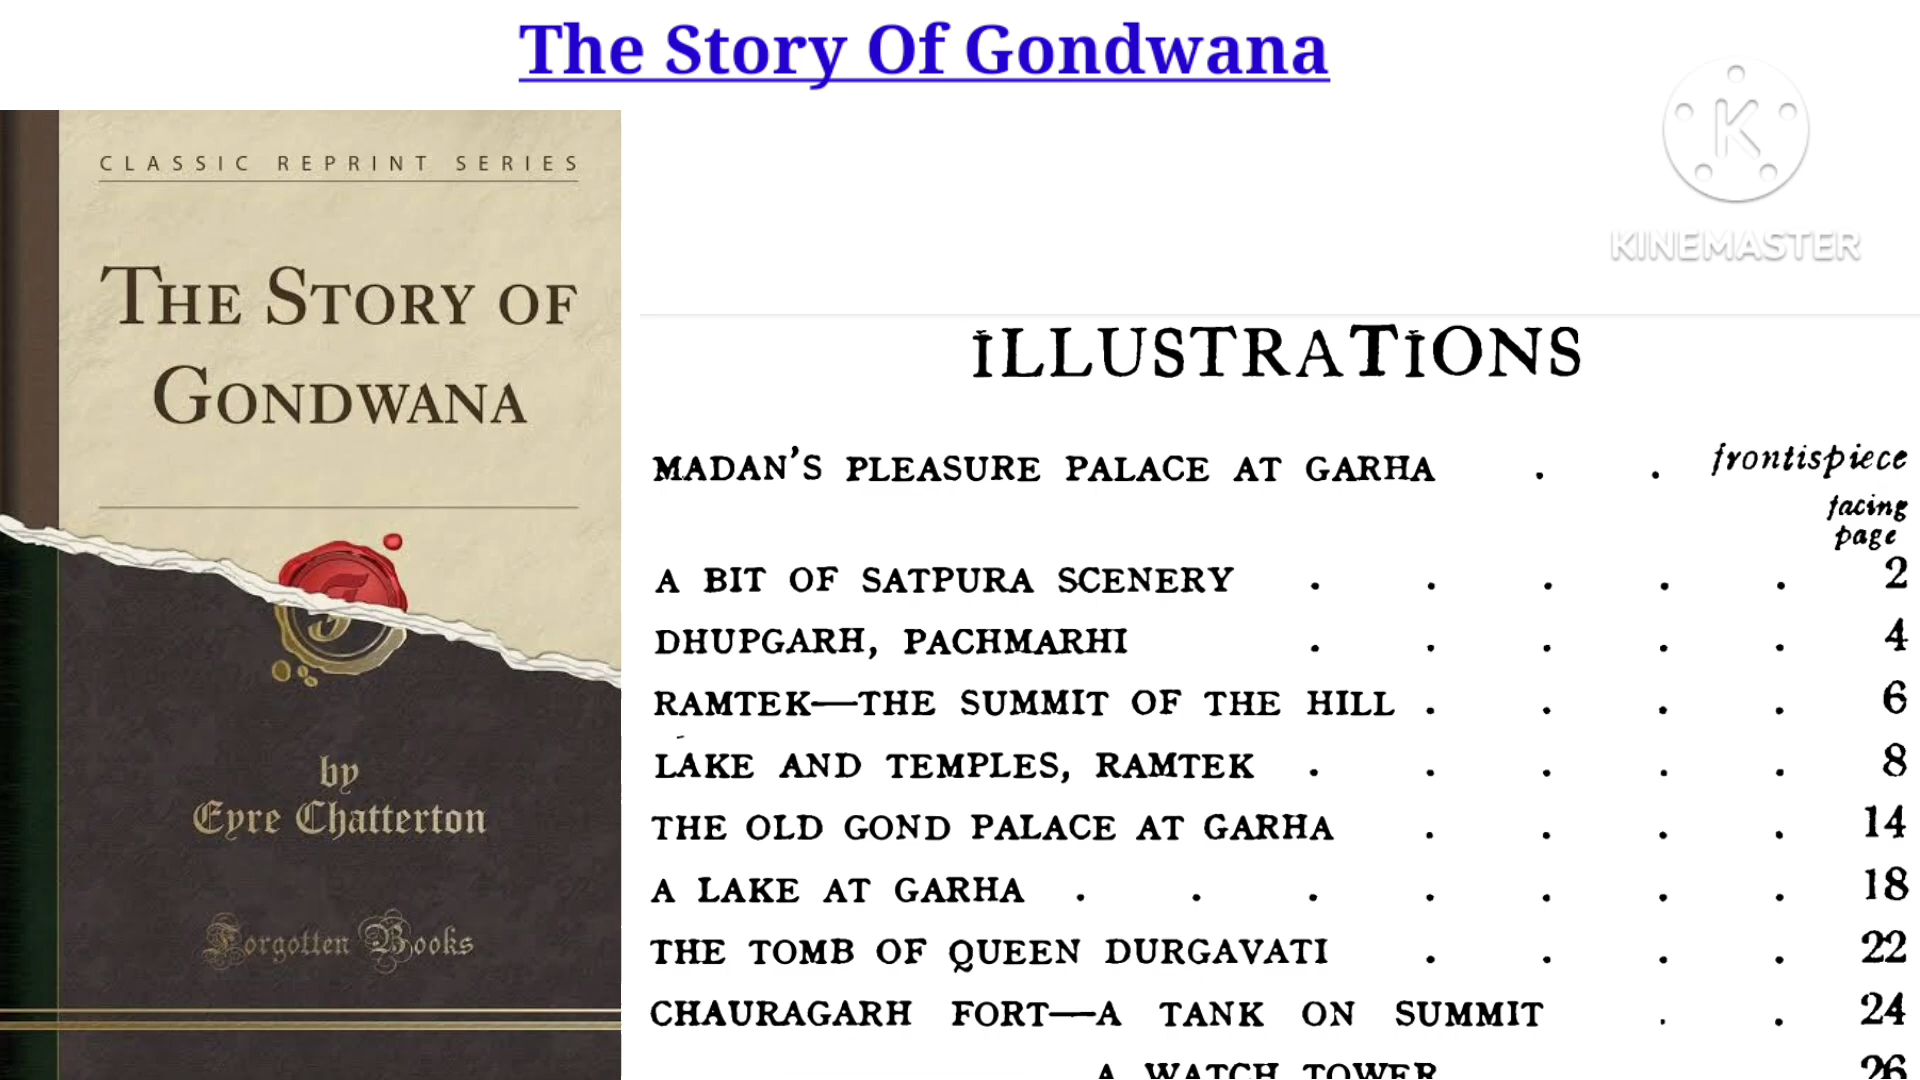 The Story Of Gondwana
CLASSIC REPRINT SERIES
THE STORY OF
GONDWANA
by
Eyre Chatterton
Forgotten Books
KINEMASTER
ILLUSTRATIONS
MADAN'S PLEASURE PALACE AT GARHA . . frontispiece
facing
page
A BIT OF SATPURA SCENERY . . . . . 2
DHUPGARH, PACHMARHI . . . . . 4
RAMTEK—THE SUMMIT OF THE HILL . . . . 6
LAKE AND TEMPLES, RAMTEK . . . . . 8
THE OLD GOND PALACE AT GARHA . . . . 14
A LAKE AT GARHA . . . . . . . 18
THE TOMB OF QUEEN DURGAVATI . . . . 22
CHAURAGARH FORT—A TANK ON SUMMIT . . 24
A WATCH TOWER 26